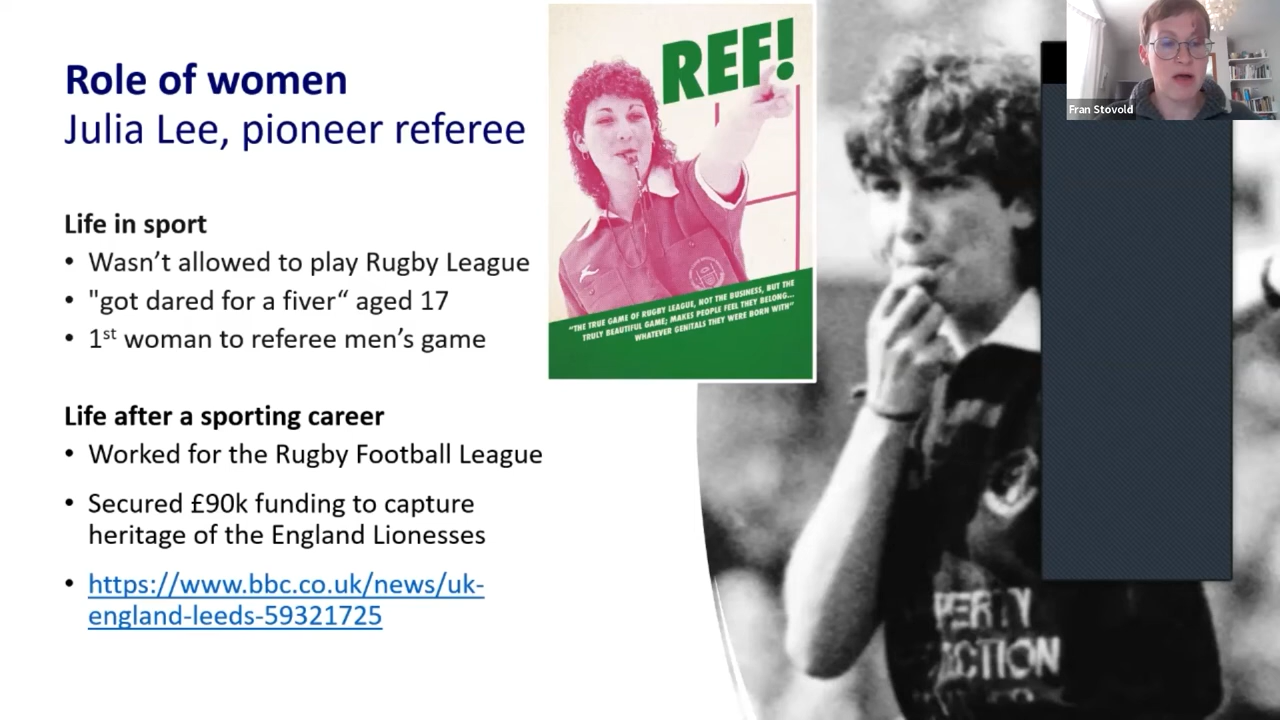 Role of women
Julia Lee, pioneer referee
Life in sport
• Wasn’t allowed to play Rugby League
• "got dared for a fiver“ aged 17
• 1st woman to referee men’s game
Life after a sporting career
• Worked for the Rugby Football League
• Secured £90k funding to capture
heritage of the England Lionesses
• https://www.bbc.co.uk/news/uk-
england-leeds-59321725
REF!
“THE TRUE GAME OF RUGBY LEAGUE, NOT THE BUSINESS, BUT THE
TRULY BEAUTIFUL GAME; MAKES PEOPLE FEEL THEY BELONG...
WHATEVER GENITALS THEY WERE BORN WITH”
Fran Stovold
PERTY
ACTION